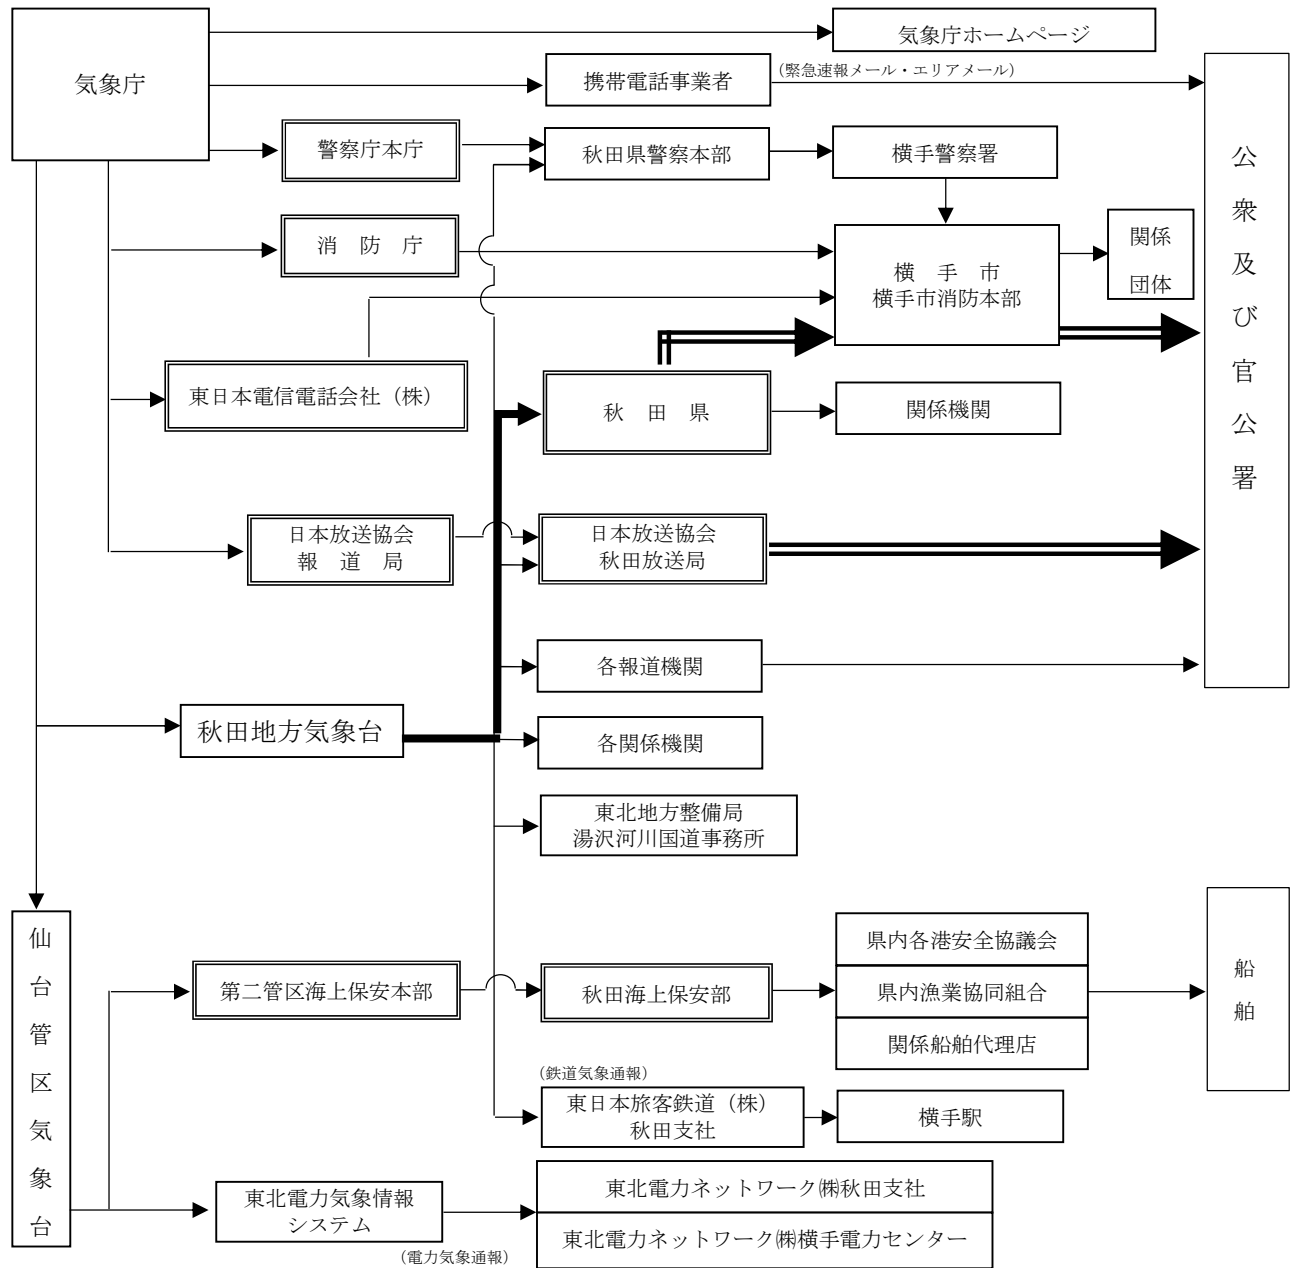 気象庁ホームページ
気象庁
携帯電話事業者
（緊急速報メール・エリアメール）
警察庁本庁
秋田県警察本部
横手警察署
公衆及び官公署
消　防　庁
横　手　市
横手市消防本部
関係
団体
東日本電信電話会社（株）
秋　田　県
関係機関
日本放送協会
報　道　局
日本放送協会
秋田放送局
各報道機関
秋田地方気象台
各関係機関
東北地方整備局
湯沢河川国道事務所
仙台管区気象台
第二管区海上保安本部
秋田海上保安部
県内各港安全協議会
県内漁業協同組合
関係船舶代理店
船舶
（鉄道気象通報）
東日本旅客鉄道（株）
秋田支社
横手駅
東北電力気象情報
システム
（電力気象通報）
東北電力ネットワーク㈱秋田支社
東北電力ネットワーク㈱横手電力センター